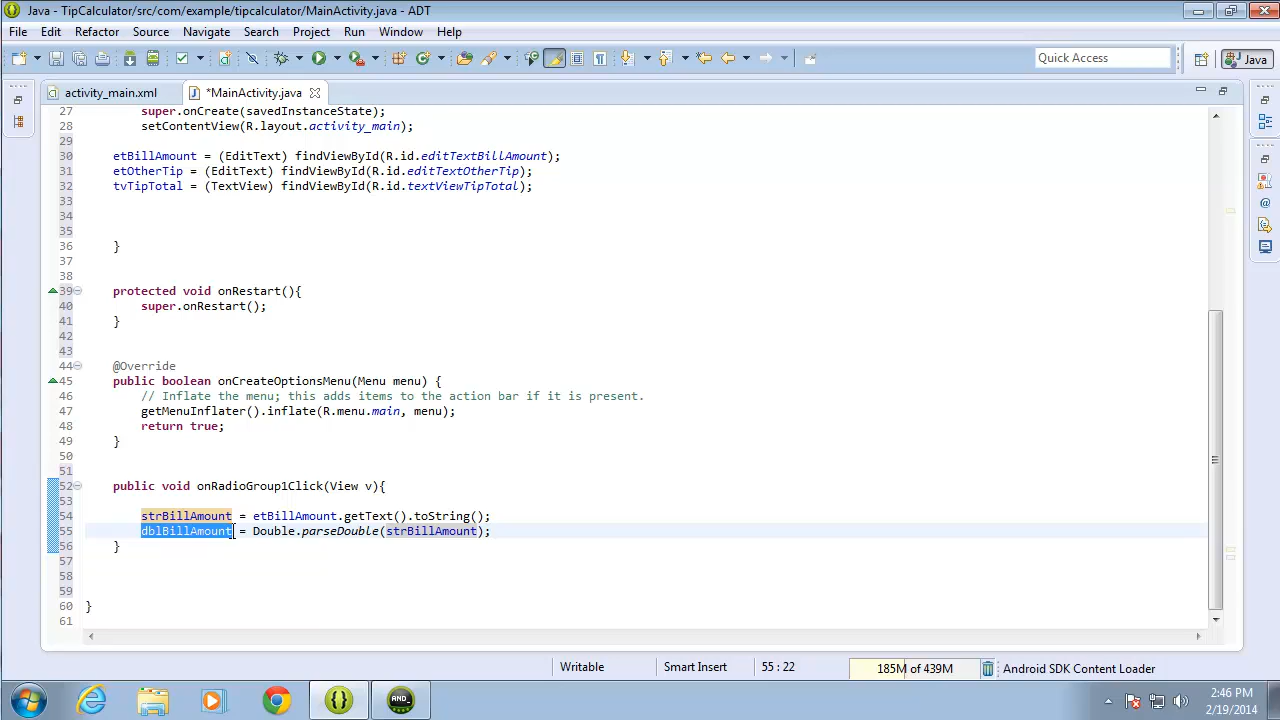 Java - TipCalculator/src/com/example/tipcalculator/MainActivity.java - ADT
File Edit Refactor Source Navigate Search Project Run Window Help
Quick Access
Java
activity_main.xml
*MainActivity.java
27 super.onCreate(savedInstanceState);
28 setContentView(R.layout.activity_main);
29
30 etBillAmount = (EditText) findViewById(R.id.editTextBillAmount);
31 etOtherTip = (EditText) findViewById(R.id.editTextOtherTip);
32 tvTipTotal = (TextView) findViewById(R.id.textViewTipTotal);
33
34
35
36 }
37
38
39 protected void onRestart(){
40 super.onRestart();
41 }
42
43
44 @Override
45 public boolean onCreateOptionsMenu(Menu menu) {
46 // Inflate the menu; this adds items to the action bar if it is present.
47 getMenuInflater().inflate(R.menu.main, menu);
48 return true;
49 }
50
51
52 public void onRadioGroup1Click(View v){
53
54 strBillAmount = etBillAmount.getText().toString();
55 dblBillAmount = Double.parseDouble(strBillAmount);
56 }
57
58
59
60 }
61
Writable
Smart Insert
55 : 22
185M of 439M
Android SDK Content Loader
2:46 PM
2/19/2014